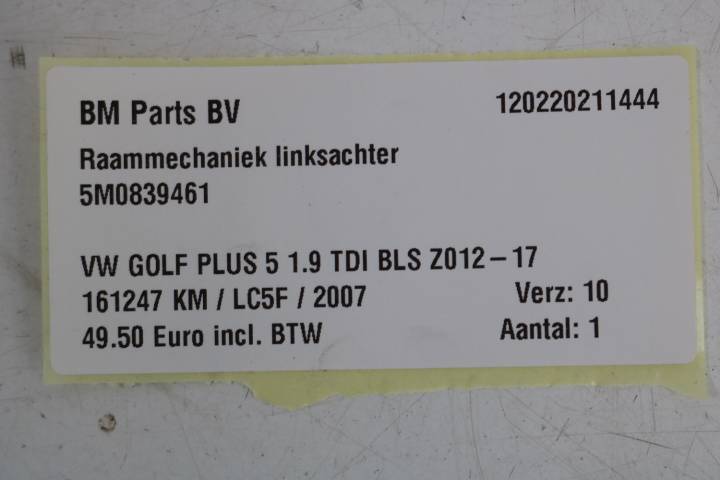 BM Parts BV 120220211444
Raammechaniek linksachter
5M0839461
VW GOLF PLUS 5 1.9 TDI BLS Z012-17
161247 KM / LC5F / 2007 Verz: 10
49.50 Euro incl. BTW Aantal: 1